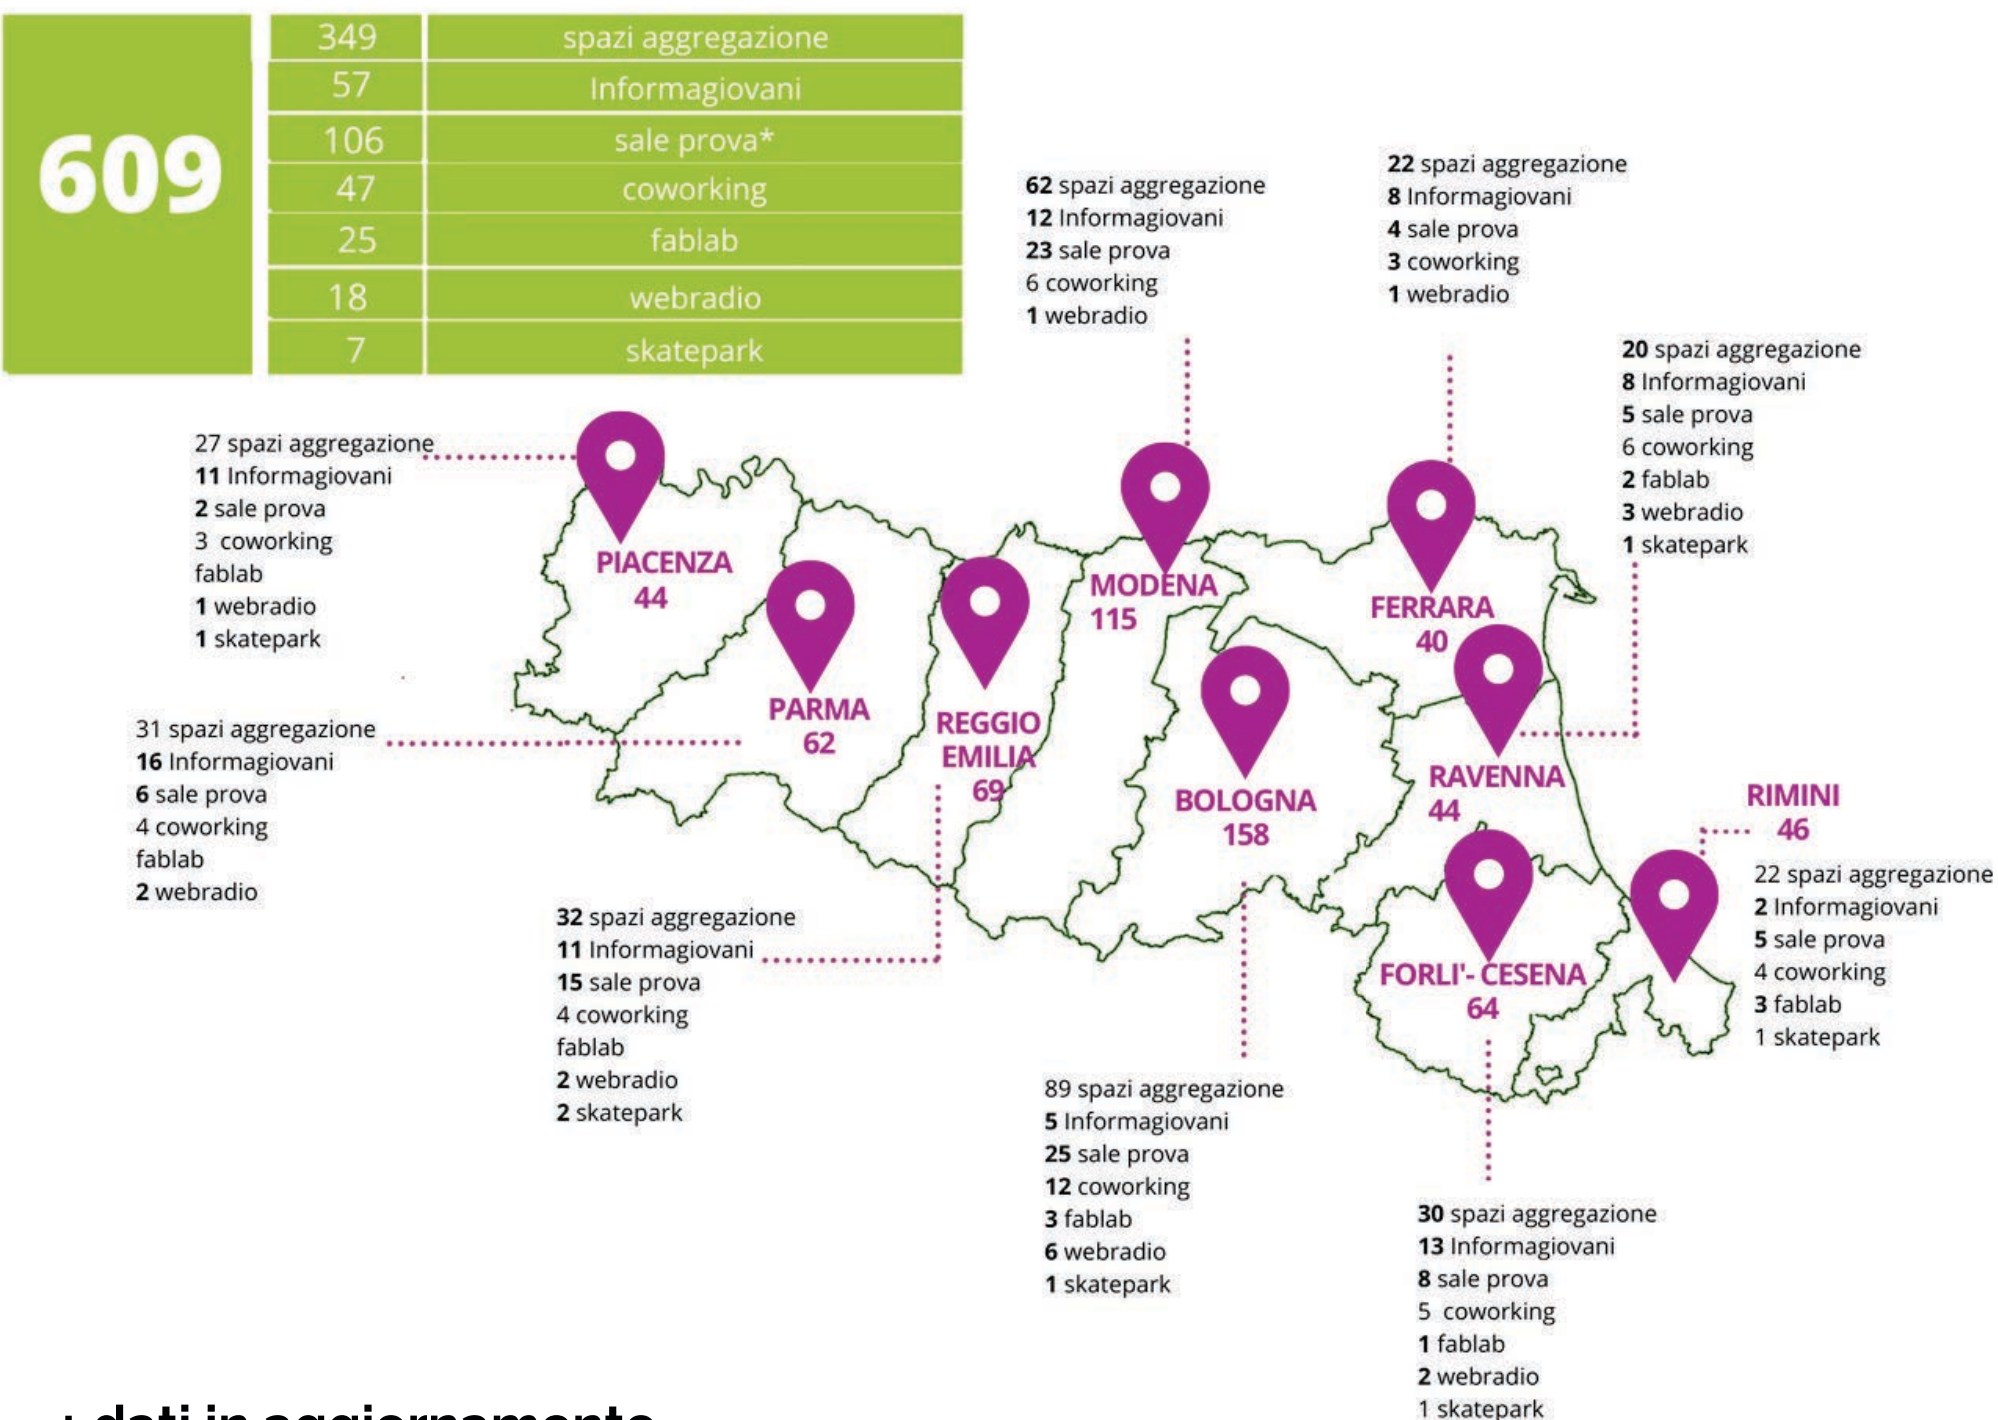 609
349 spazi aggregazione
57 Informagiovani
106 sale prova*
47 coworking
25 fablab
18 webradio
7 skatepark
62 spazi aggregazione
12 Informagiovani
23 sale prova
6 coworking
1 webradio
22 spazi aggregazione
8 Informagiovani
4 sale prova
3 coworking
1 webradio
20 spazi aggregazione
8 Informagiovani
5 sale prova
6 coworking
2 fablab
3 webradio
1 skatepark
27 spazi aggregazione
11 Informagiovani
2 sale prova
3 coworking
fablab
1 webradio
1 skatepark
PIACENZA
44
PARMA
62
REGGIO
EMILIA
69
MODENA
115
FERRARA
40
BOLOGNA
158
RAVENNA
44
FORLI'- CESENA
64
RIMINI
46
31 spazi aggregazione
16 Informagiovani
6 sale prova
4 coworking
fablab
2 webradio
32 spazi aggregazione
11 Informagiovani
15 sale prova
4 coworking
fablab
2 webradio
2 skatepark
22 spazi aggregazione
2 Informagiovani
5 sale prova
4 coworking
3 fablab
1 skatepark
89 spazi aggregazione
5 Informagiovani
25 sale prova
12 coworking
3 fablab
6 webradio
1 skatepark
30 spazi aggregazione
13 Informagiovani
8 sale prova
5 coworking
1 fablab
2 webradio
1 skatepark
dati in aggiornamento